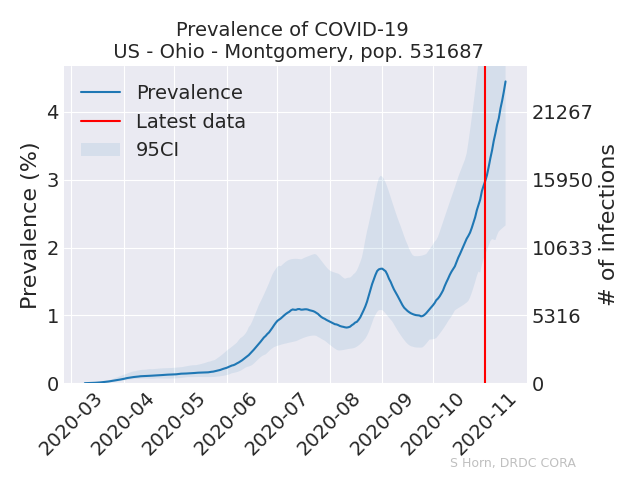 Prevalence of COVID-19
US - Ohio - Montgomery, pop. 531687
Prevalence
Latest data
95CI
Prevalence (%)
4
3
2
1
0
21267
15950
10633
5316
0
# of infections
2020-03
2020-04
2020-05
2020-06
2020-07
2020-08
2020-09
2020-10
2020-11
S Horn, DRDC CORA